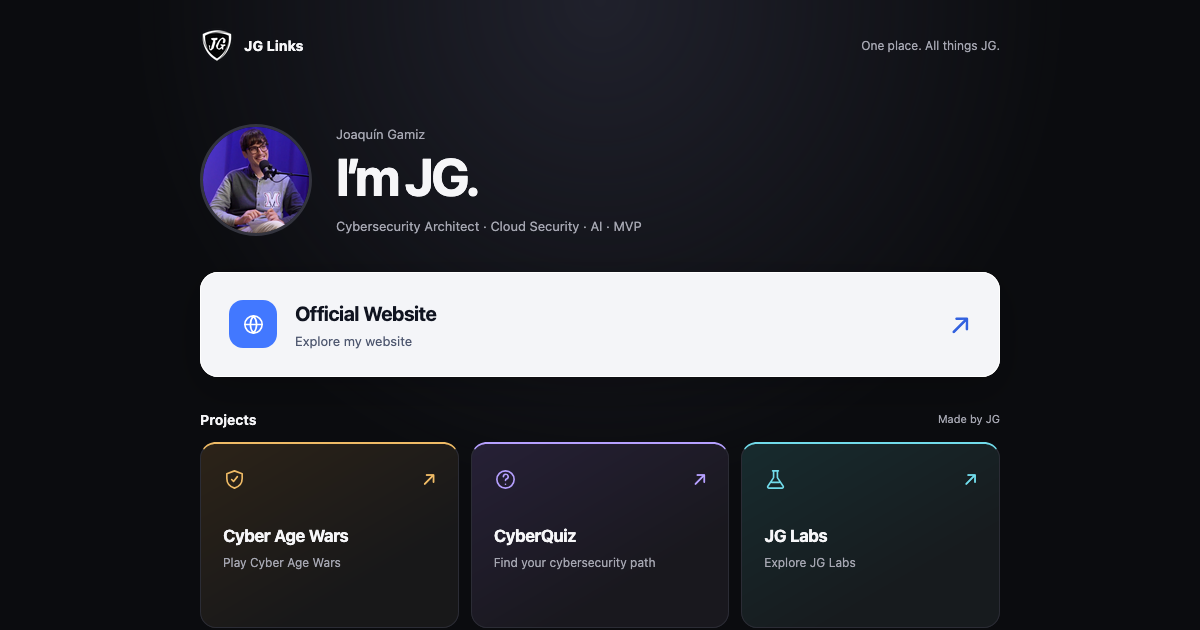 JG
JG Links
One place. All things JG.
Joaquín Gamiz
I'm JG.
Cybersecurity Architect · Cloud Security · AI · MVP
M
Official Website
Explore my website
Projects
Made by JG
Cyber Age Wars
Play Cyber Age Wars
CyberQuiz
Find your cybersecurity path
JG Labs
Explore JG Labs